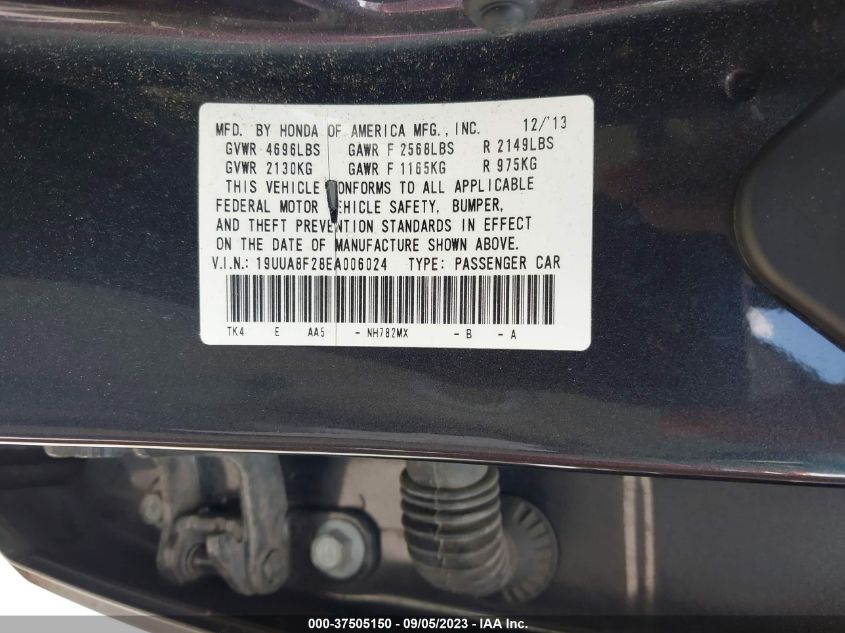 MFD. BY HONDA OF AMERICA MFG., INC. 12/'13
GVWR 4696LBS GAWR F 2568LBS R 2149LBS
GVWR 2130KG GAWR F 1165KG R 975KG
THIS VEHICLE CONFORMS TO ALL APPLICABLE
FEDERAL MOTOR VEHICLE SAFETY, BUMPER,
AND THEFT PREVENTION STANDARDS IN EFFECT
ON THE DATE OF MANUFACTURE SHOWN ABOVE.
V.I.N.: 19UUA8F28EA006024 TYPE: PASSENGER CAR
TK4 E AA5 - NH782MX - B - A
000-37505150 - 09/05/2023 - IAA Inc.